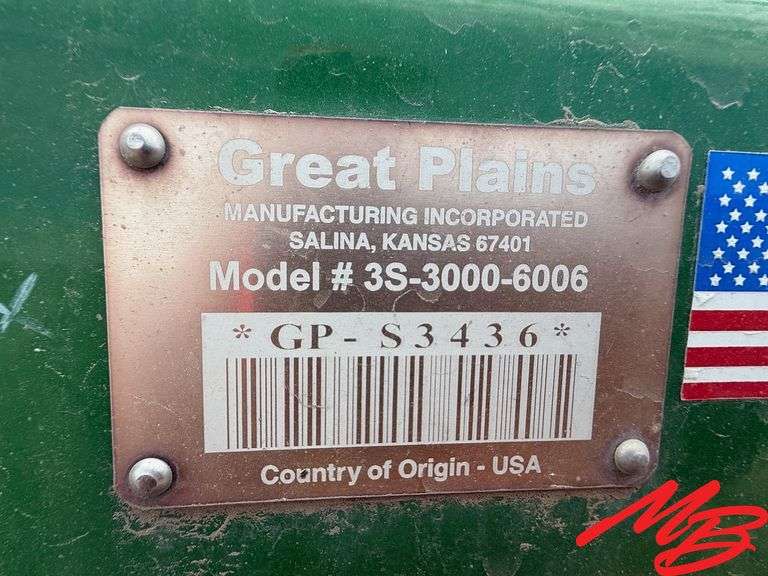 Great Plains
MANUFACTURING INCORPORATED
SALINA, KANSAS 67401
Model # 3S-3000-6006
*GP-S3436*
Country of Origin - USA
MB